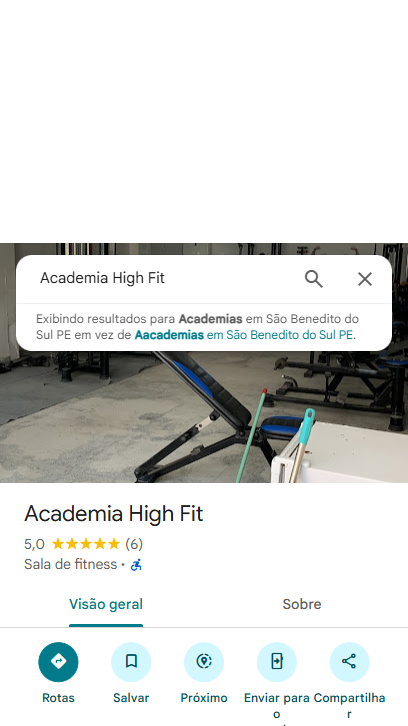 Academia High Fit
Exibindo resultados para Academias em São Benedito do
Sul PE em vez de Aacademias em São Benedito do Sul PE.
Academia High Fit
5,0 ★★★★★ (6)
Sala de fitness ·
Visão geral Sobre
Rotas Salvar Próximo Enviar para Compartilha
o r